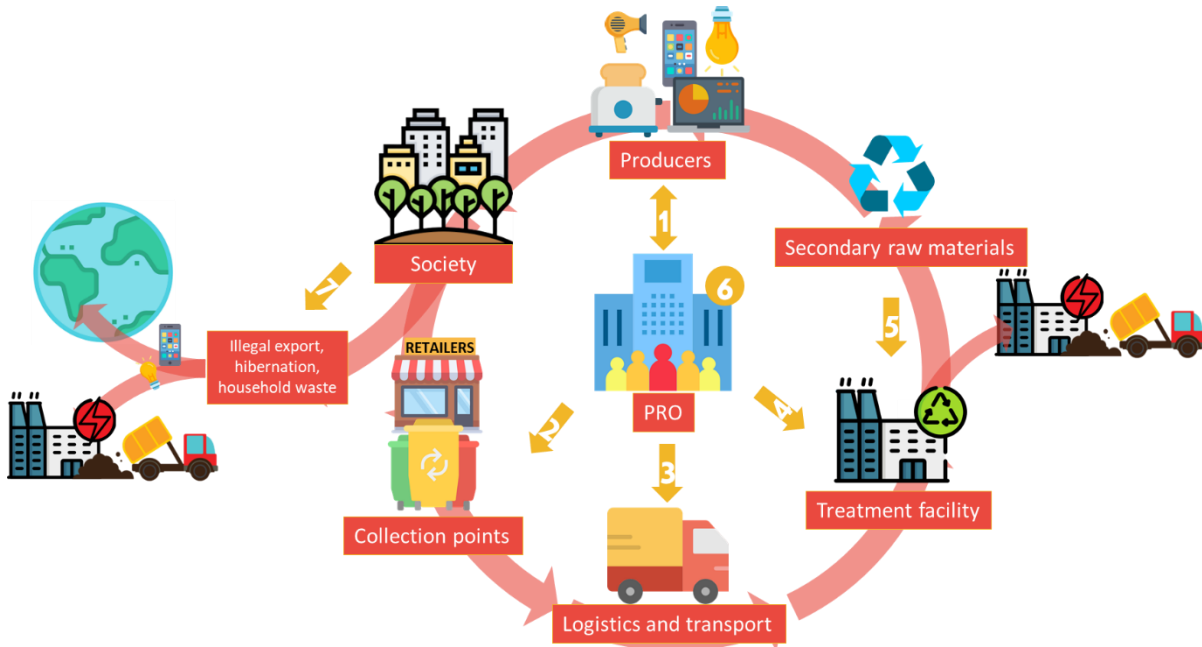 Producers
1
Secondary raw materials
Society
7
6
5
Illegal export,
hibernation,
household waste
RETAILERS
PRO
4
2
3
Treatment facility
Collection points
Logistics and transport